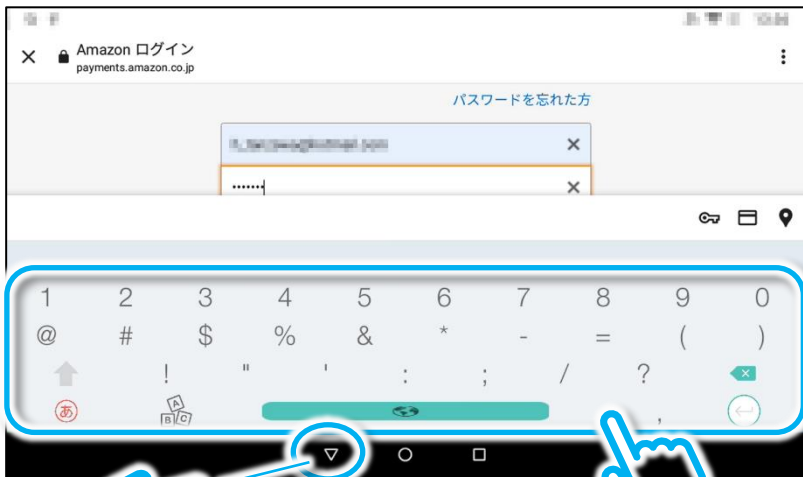 Amazon ログイン
payments.amazon.co.jp
パスワードを忘れた方
1 2 3 4 5 6 7 8 9 0
@ # $ % & * - = ( )
! " ' : ; / ?
あ A B C ,